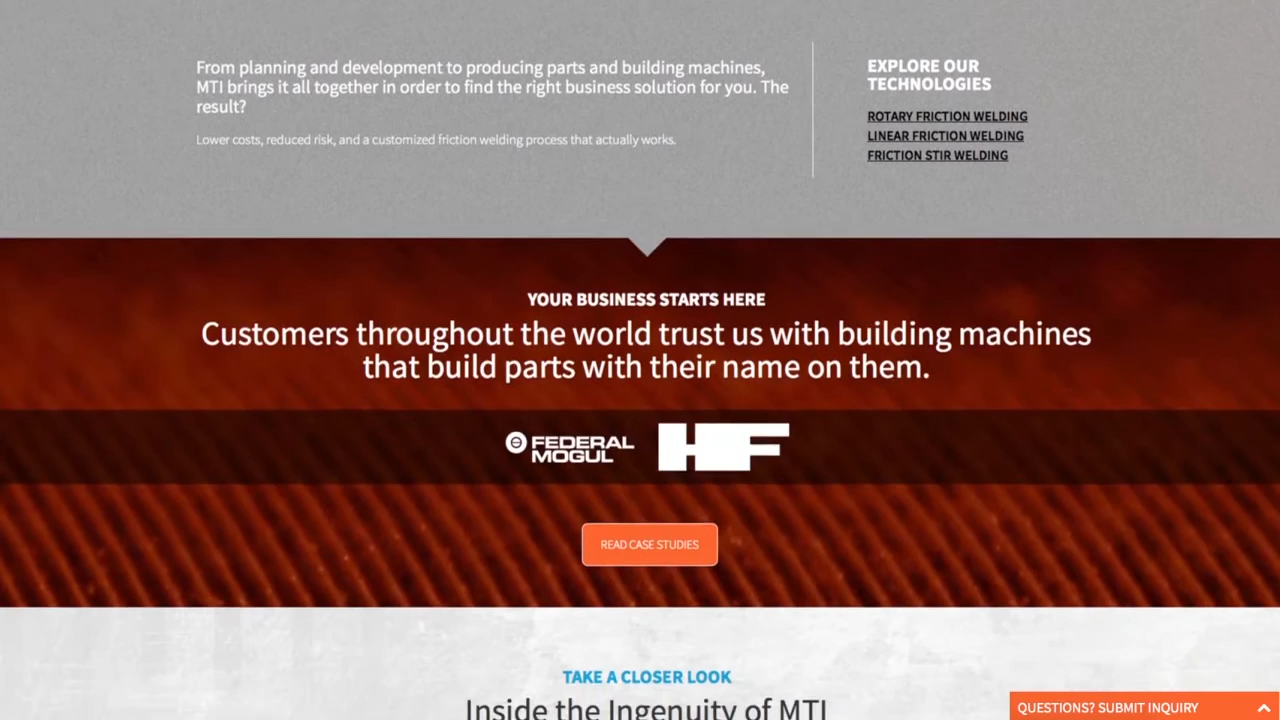 From planning and development to producing parts and building machines,
MTI brings it all together in order to find the right business solution for you. The
result?
Lower costs, reduced risk, and a customized friction welding process that actually works.
EXPLORE OUR
TECHNOLOGIES
ROTARY FRICTION WELDING
LINEAR FRICTION WELDING
FRICTION STIR WELDING
YOUR BUSINESS STARTS HERE
Customers throughout the world trust us with building machines
that build parts with their name on them.
FEDERAL
MOGUL
HF
READ CASE STUDIES
TAKE A CLOSER LOOK
Inside the Ingenuity of MTI
QUESTIONS? SUBMIT INQUIRY